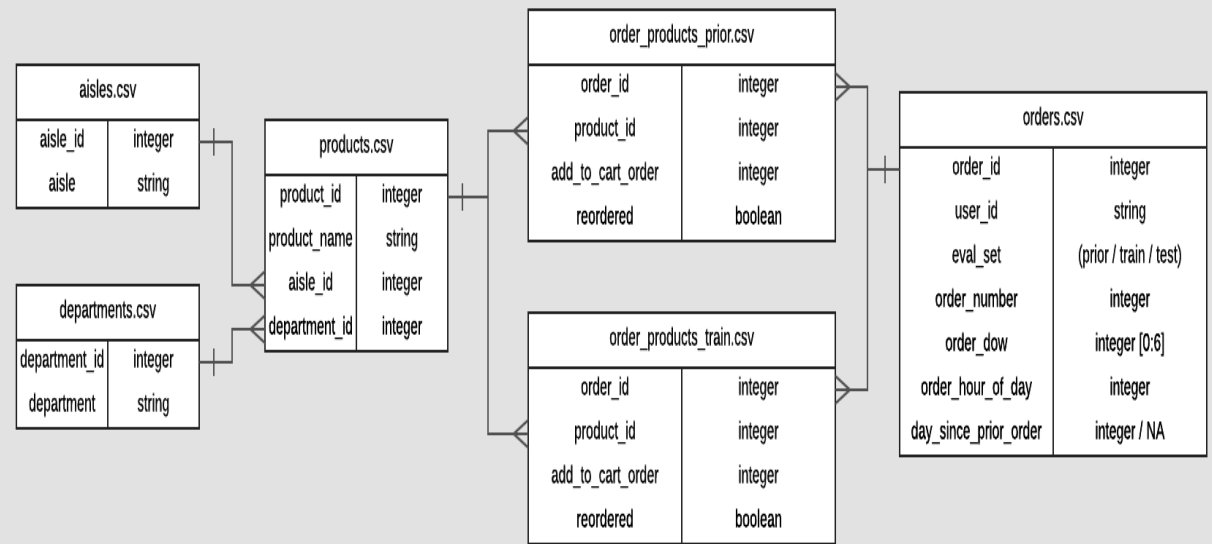 aisles.csv
aisle_id integer
aisle string
departments.csv
department_id integer
department string
products.csv
product_id integer
product_name string
aisle_id integer
department_id integer
order_products_prior.csv
order_id integer
product_id integer
add_to_cart_order integer
reordered boolean
order_products_train.csv
order_id integer
product_id integer
add_to_cart_order integer
reordered boolean
orders.csv
order_id integer
user_id string
eval_set (prior / train / test)
order_number integer
order_dow integer [0:6]
order_hour_of_day integer
day_since_prior_order integer / NA